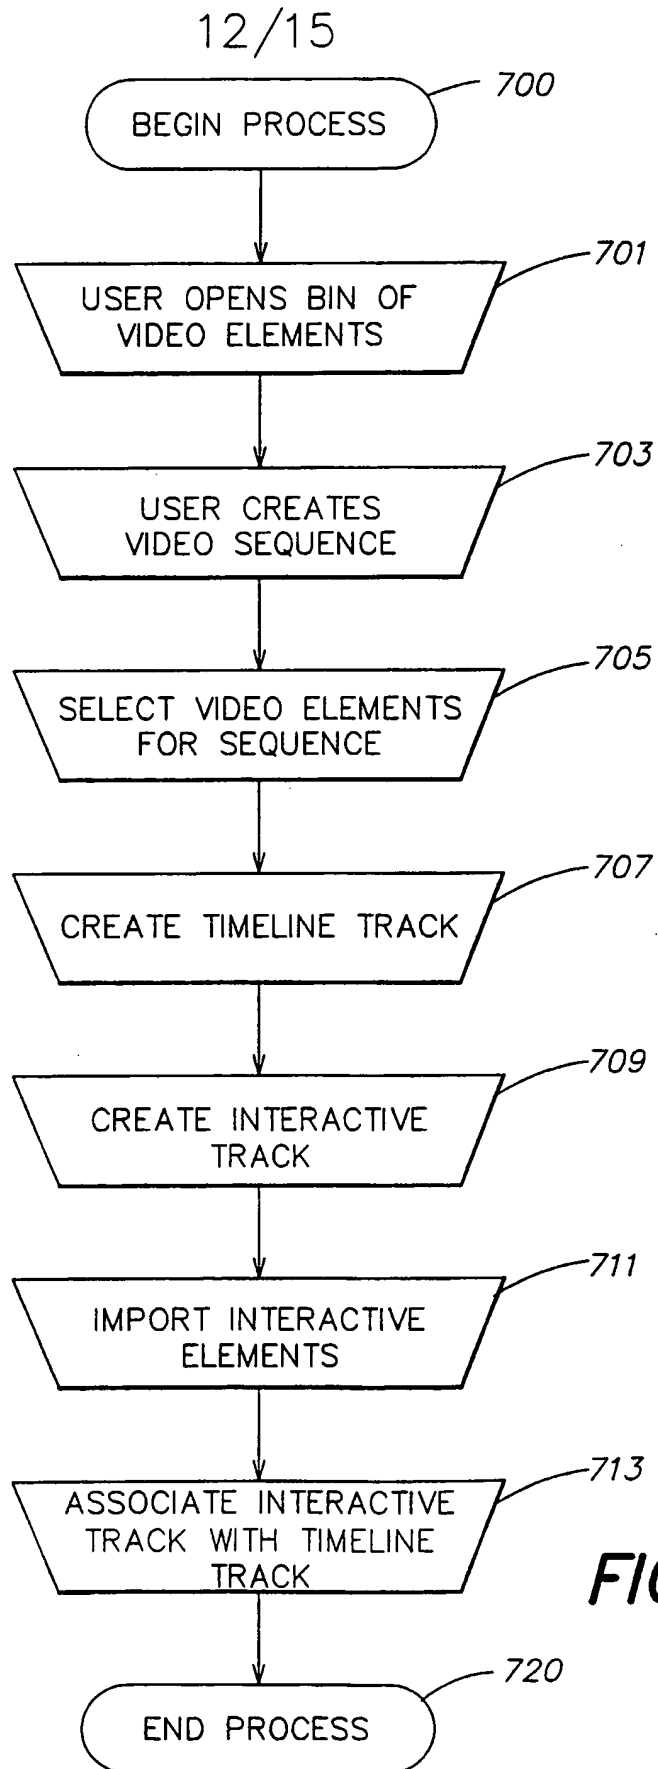 12/15
700
BEGIN PROCESS
701
USER OPENS BIN OF
VIDEO ELEMENTS
703
USER CREATES
VIDEO SEQUENCE
705
SELECT VIDEO ELEMENTS
FOR SEQUENCE
707
CREATE TIMELINE TRACK
709
CREATE INTERACTIVE
TRACK
711
IMPORT INTERACTIVE
ELEMENTS
713
ASSOCIATE INTERACTIVE
TRACK WITH TIMELINE
TRACK
720
END PROCESS